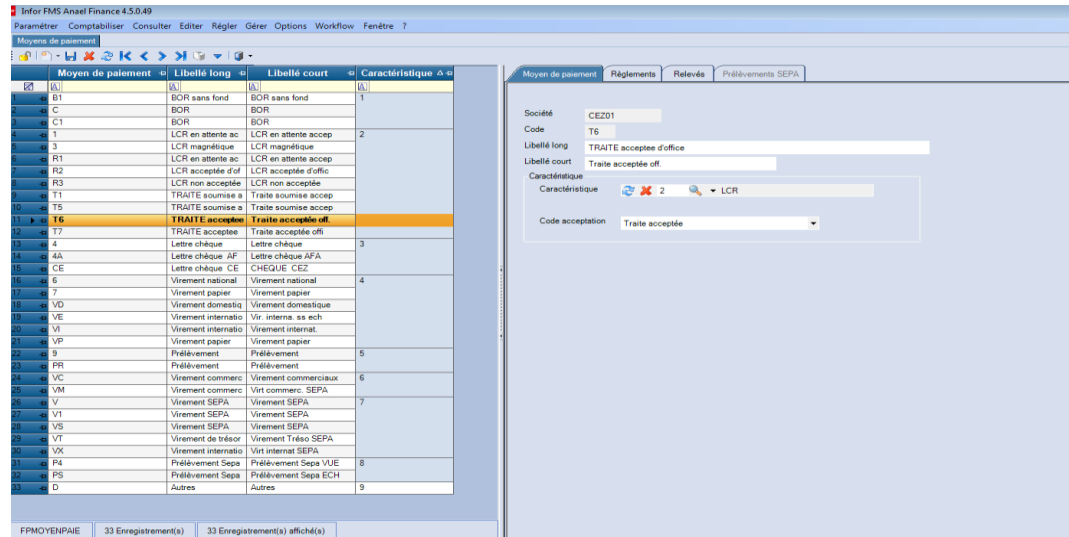 Infor FMS Anael Finance 4.5.0.49
Paramétrer Comptabiliser Consulter Editer Régler Gérer Options Workflow Fenêtre ?
Moyens de paiement
Moyen de paiement Libellé long Libellé court Caractéristique
1 B1 BOR sans fond BOR sans fond 1
2 C BOR BOR
3 C1 BOR BOR
4 1 LCR en attente ac LCR en attente accep 2
5 3 LCR magnétique LCR magnétique
6 R1 LCR en attente ac LCR en attente accep
7 R2 LCR acceptée d'of LCR acceptée d'offic
8 R3 LCR non acceptée LCR non acceptée
9 T1 TRAITE soumise a Traite soumise accep
10 T5 TRAITE soumise a Traite soumise accep
11 T6 TRAITE acceptee Traite acceptée off.
12 T7 TRAITE acceptee Traite acceptée offi
13 4 Lettre chèque Lettre chèque 3
14 4A Lettre chèque AF Lettre chèque AFA
15 CE Lettre chèque CE CHEQUE CEZ
16 6 Virement national Virement national 4
17 7 Virement papier Virement papier
18 VD Virement domestiq Virement domestique
19 VE Virement internatio Vir. interna. ss ech
20 VI Virement internatio Virement internat.
21 VP Virement papier Virement papier
22 9 Prélèvement Prélèvement 5
23 PR Prélèvement Prélèvement
24 VC Virement commerc Virement commerciaux 6
25 VM Virement commerc Virt commerc. SEPA
26 V Virement SEPA Virement SEPA 7
27 V1 Virement SEPA Virement SEPA
28 VS Virement SEPA Virement SEPA
29 VT Virement de trésor Virement Tréso SEPA
30 VX Virement internatio Virt internat SEPA
31 P4 Prélèvement Sepa Prélèvement Sepa VUE 8
32 PS Prélèvement Sepa Prélèvement Sepa ECH
33 D Autres Autres 9
FPMOYENPAIE 33 Enregistrement(s) 33 Enregistrement(s) affiché(s)
Moyen de paiement Règlements Relevés Prélèvements SEPA
Société CEZ01
Code T6
Libellé long TRAITE acceptee d'office
Libellé court Traite acceptée off.
Caractéristique
Caractéristique 2 LCR
Code acceptation Traite acceptée